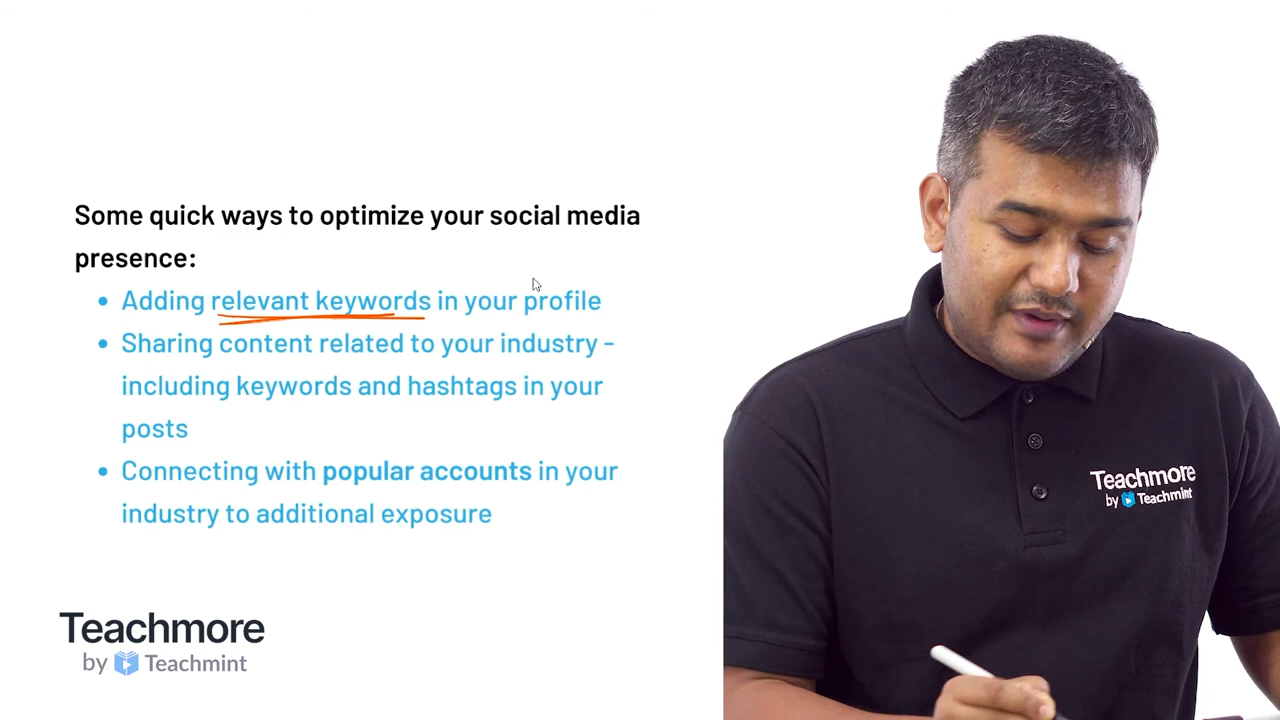 Some quick ways to optimize your social media
presence:
• Adding relevant keywords in your profile
• Sharing content related to your industry -
including keywords and hashtags in your
posts
• Connecting with popular accounts in your
industry to additional exposure
Teachmore
by Teachmint
Teachmore
by Teachmint